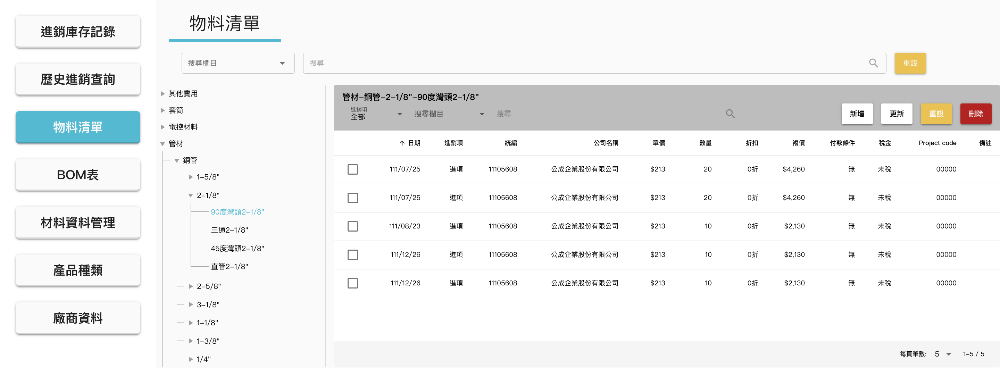 進銷庫存記錄
歷史進銷查詢
物料清單
BOM表
材料資料管理
產品種類
廠商資料
物料清單
搜尋欄目
搜尋
重設
其他費用
套筒
電控材料
管材
銅管
1-5/8"
2-1/8"
90度灣頭2-1/8"
三通2-1/8"
45度灣頭2-1/8"
直管2-1/8"
2-5/8"
3-1/8"
1-1/8"
1-3/8"
1/4"
管材-銅管-2-1/8"-90度灣頭2-1/8"
進銷項
全部 搜尋欄目 搜尋 新增 更新 重設 刪除
日期 進銷項 統編 公司名稱 單價 數量 折扣 複價 付款條件 稅金 Project code 備註
111/07/25 進項 11105608 公成企業股份有限公司 $213 20 0折 $4,260 無 未稅 00000
111/07/25 進項 11105608 公成企業股份有限公司 $213 20 0折 $4,260 無 未稅 00000
111/08/23 進項 11105608 公成企業股份有限公司 $213 10 0折 $2,130 無 未稅 00000
111/12/26 進項 11105608 公成企業股份有限公司 $213 10 0折 $2,130 無 未稅 00000
111/12/26 進項 11105608 公成企業股份有限公司 $213 10 0折 $2,130 無 未稅 00000
每頁筆數: 5 1-5 / 5